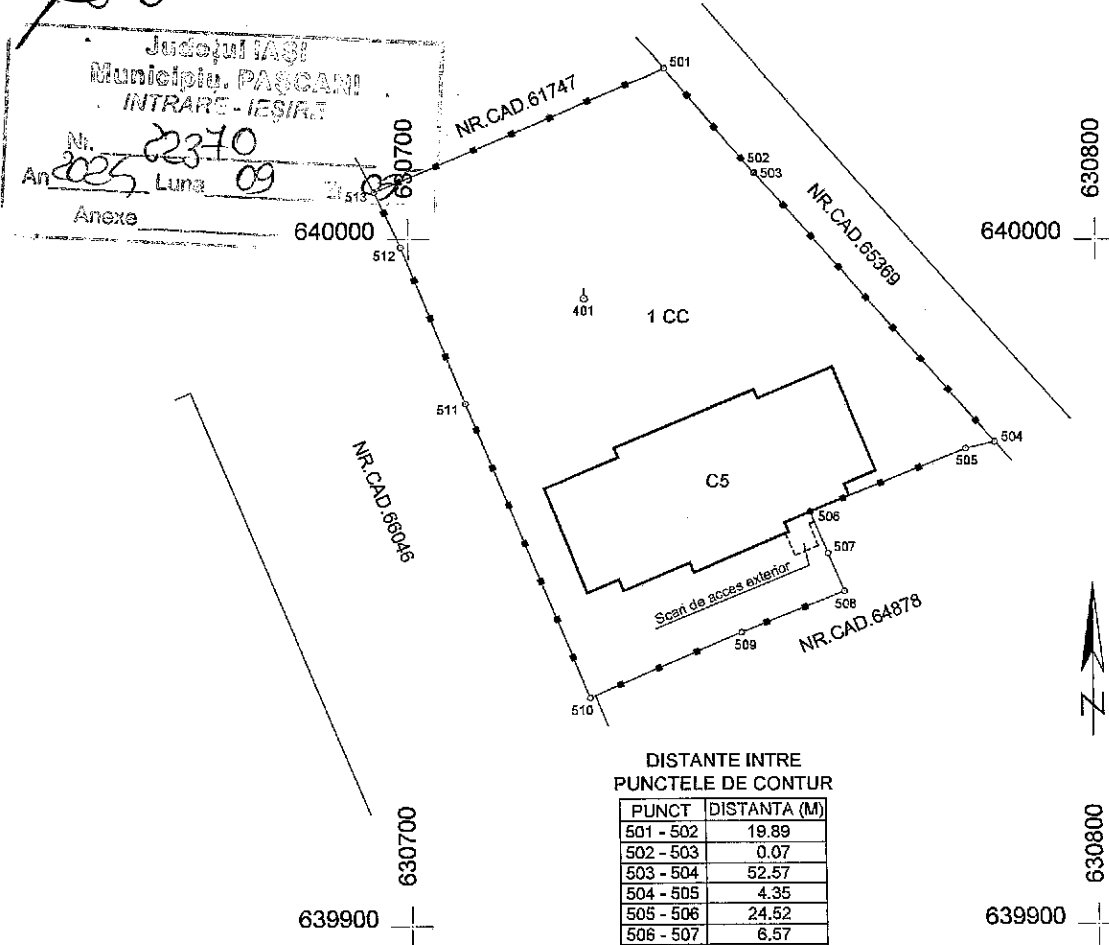 Județul IAȘI
Municipiu. PAȘCANI
INTRARE - IEȘIRE
Nr. 22370
An 2025 Luna 09
Anexe
501
NR.CAD.61747
630700
630800
502
503
513
NR.CAD.65369
640000
640000
512
401
1 CC
511
504
505
NR.CAD.66046
C5
506
507
Scari de acces exterior
508
NR.CAD.64878
509
510
N
DISTANTE INTRE
PUNCTELE DE CONTUR
PUNCT DISTANTA (M)
501 - 502 19.89
502 - 503 0.07
503 - 504 52.57
504 - 505 4.35
505 - 506 24.52
506 - 507 6.57
630700
630800
639900
639900